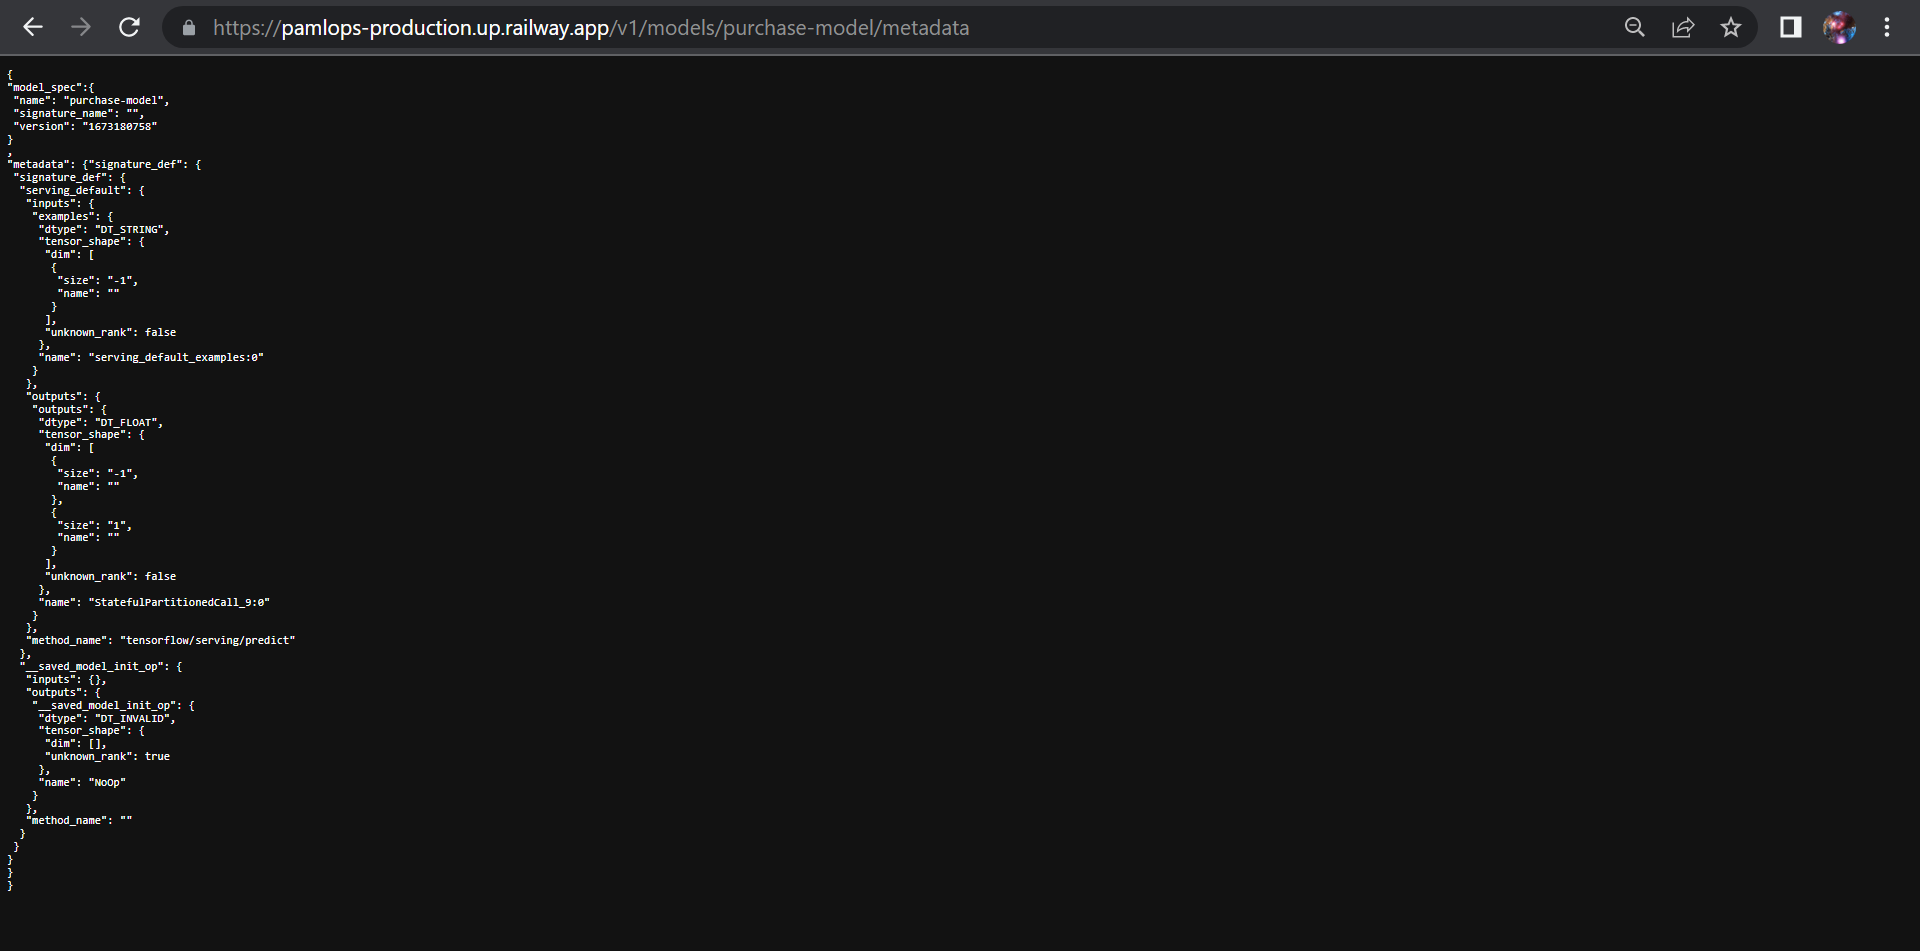 https://pamlops-production.up.railway.app/v1/models/purchase-model/metadata
{
"model_spec":{
 "name": "purchase-model",
 "signature_name": "",
 "version": "1673180758"
}
,
"metadata": {"signature_def": {
 "signature_def": {
  "serving_default": {
   "inputs": {
    "examples": {
     "dtype": "DT_STRING",
     "tensor_shape": {
      "dim": [
       {
        "size": "-1",
        "name": ""
       }
      ],
      "unknown_rank": false
     },
     "name": "serving_default_examples:0"
    }
   },
   "outputs": {
    "outputs": {
     "dtype": "DT_FLOAT",
     "tensor_shape": {
      "dim": [
       {
        "size": "-1",
        "name": ""
       },
       {
        "size": "1",
        "name": ""
       }
      ],
      "unknown_rank": false
     },
     "name": "StatefulPartitionedCall_9:0"
    }
   },
   "method_name": "tensorflow/serving/predict"
  },
  "__saved_model_init_op": {
   "inputs": {},
   "outputs": {
    "__saved_model_init_op": {
     "dtype": "DT_INVALID",
     "tensor_shape": {
      "dim": [],
      "unknown_rank": true
     },
     "name": "NoOp"
    }
   },
   "method_name": ""
  }
 }
}
}
}